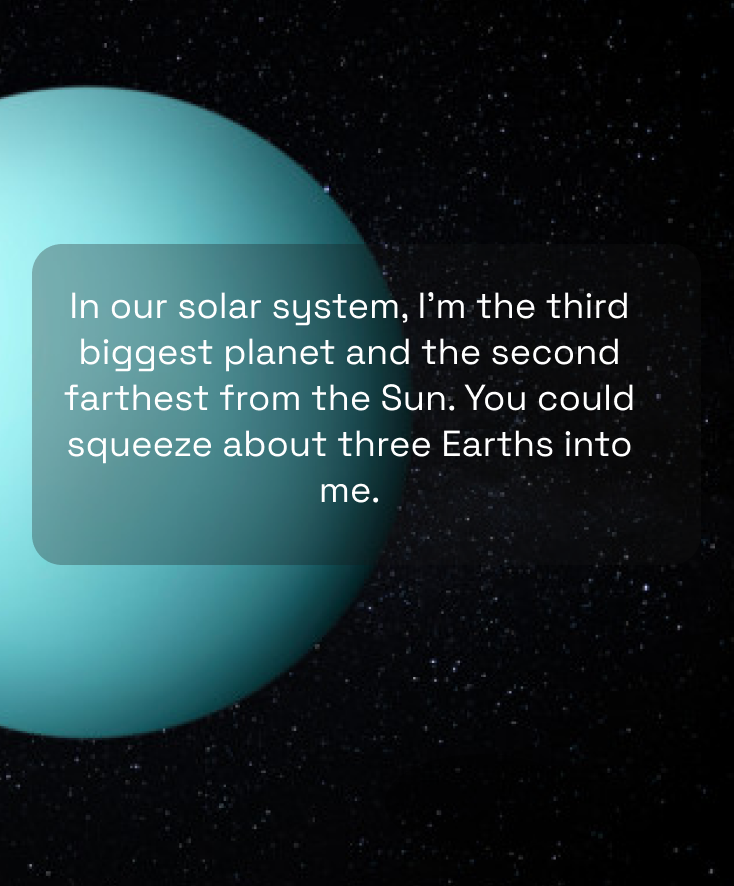 In our solar system, I'm the third
biggest planet and the second
farthest from the Sun. You could
squeeze about three Earths into
me.